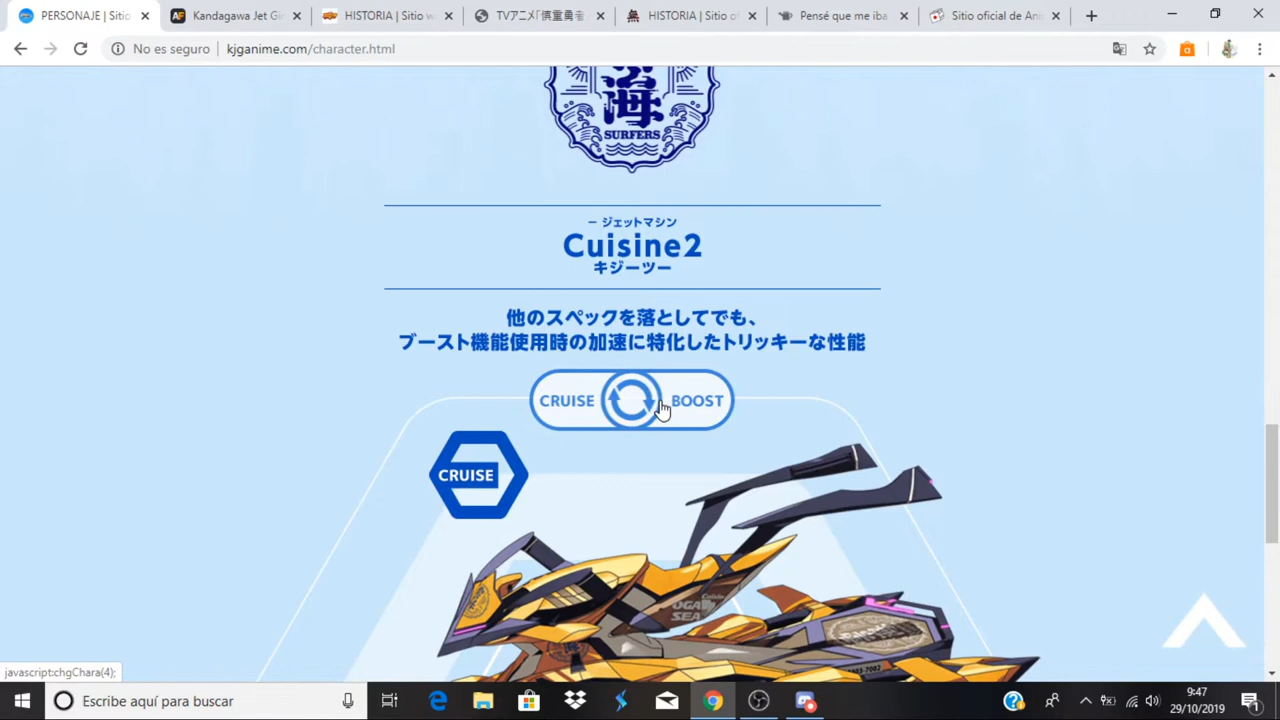 PERSONAJE | Sitio
Kandagawa Jet Gir
HISTORIA | Sitio w
TVアニメ「慎重勇者
HISTORIA | Sitio of
Pensé que me iba
Sitio oficial de Ani
No es seguro
kjganime.com/character.html
海
SURFERS
ー ジェットマシン
Cuisine2
キジーツー
他のスペックを落としてでも、
ブースト機能使用時の加速に特化したトリッキーな性能
CRUISE
BOOST
CRUISE
OGA
SEA
javascript:chgChara(4);
Escribe aquí para buscar
9:47
29/10/2019